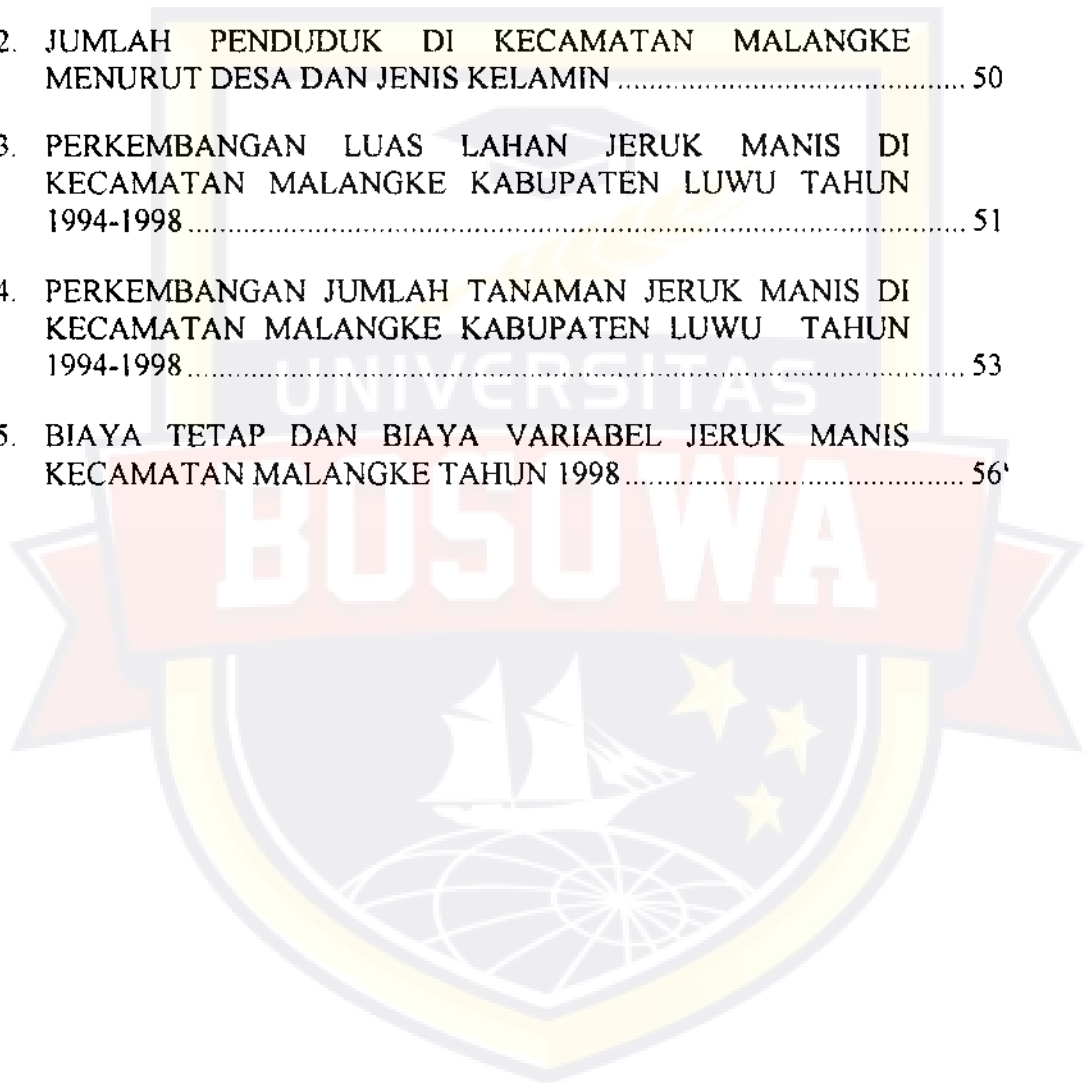 2. JUMLAH PENDUDUK DI KECAMATAN MALANGKE
MENURUT DESA DAN JENIS KELAMIN ........................................ 50
3. PERKEMBANGAN LUAS LAHAN JERUK MANIS DI
KECAMATAN MALANGKE KABUPATEN LUWU TAHUN
1994-1998 ........................................ 51
4. PERKEMBANGAN JUMLAH TANAMAN JERUK MANIS DI
KECAMATAN MALANGKE KABUPATEN LUWU TAHUN
1994-1998 ........................................ 53
5. BIAYA TETAP DAN BIAYA VARIABEL JERUK MANIS
KECAMATAN MALANGKE TAHUN 1998 ........................................ 56
UNIVERSITAS
BOSOWA